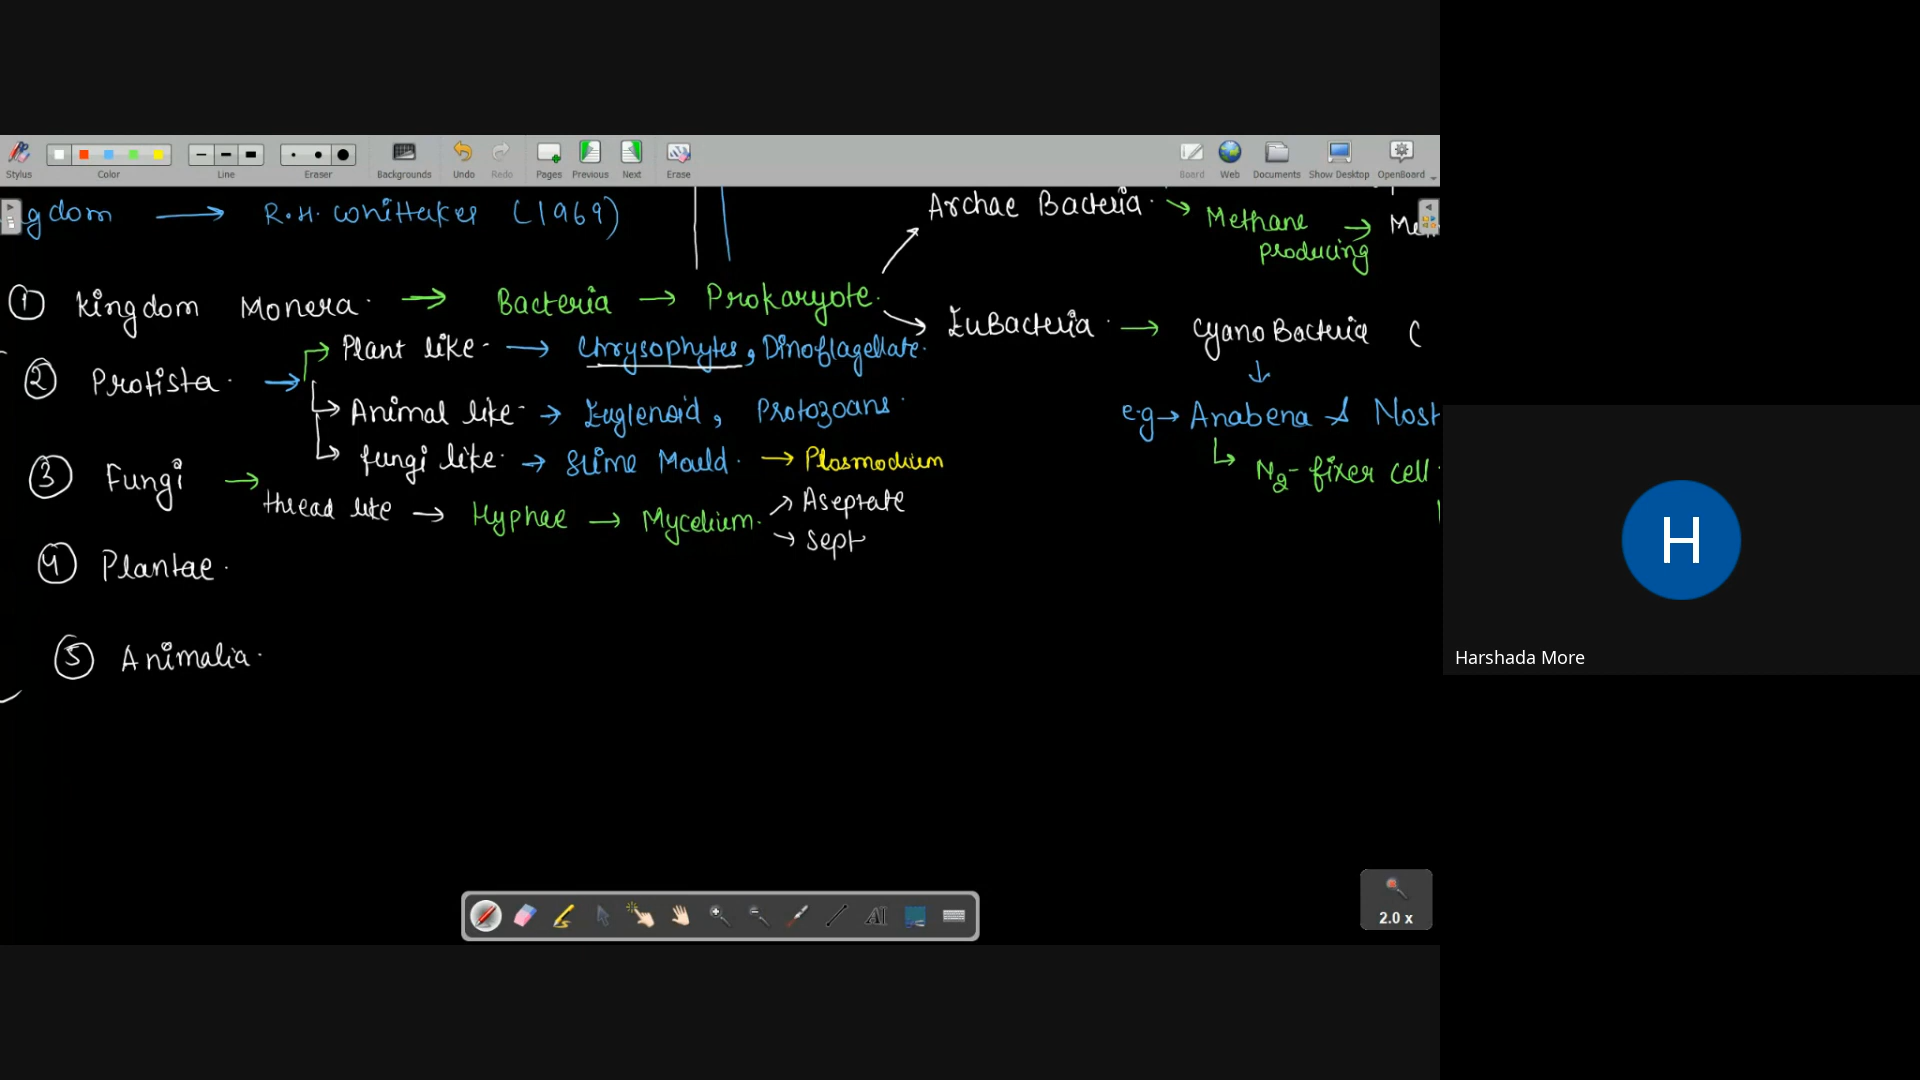 Stylus Color Line Eraser Backgrounds Undo Redo Pages Previous Next Erase Board Web Documents Show Desktop OpenBoard
gdom → R.H. Whittaker (1969)
Archae Bacteria. → Methane producing →
① Kingdom Monera. → Bacteria → Prokaryote.
EuBacteria. → Cyano Bacteria (
② Protista. → Plant like. → Chrysophytes, Dinoflagellate.
Animal like. → Euglenoid, Protozoans.
fungi like. → Slime Mould. → Plasmodium
e.g → Anabena & Nost
N2-fixer cell
③ Fungi → thread like → Hyphae → Mycelium. → Aseptate
→ Sept
④ Plantae.
⑤ Animalia.
H
Harshada More
2.0 x